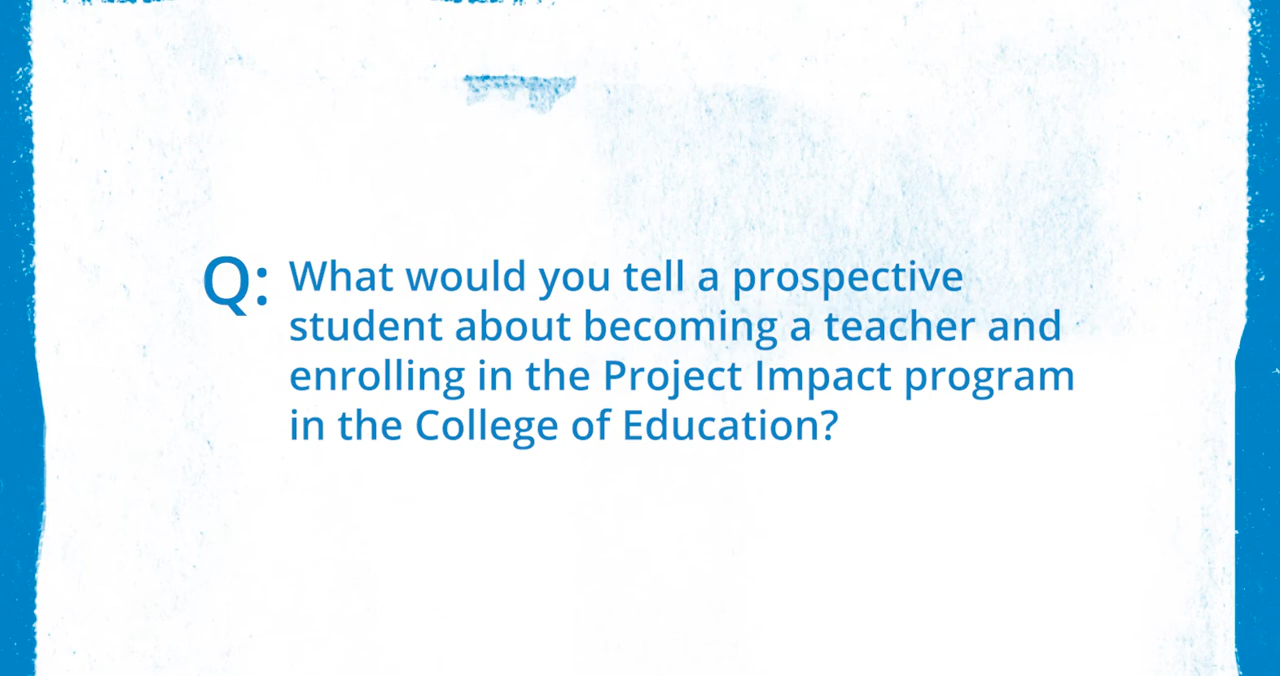 Q: What would you tell a prospective
student about becoming a teacher and
enrolling in the Project Impact program
in the College of Education?